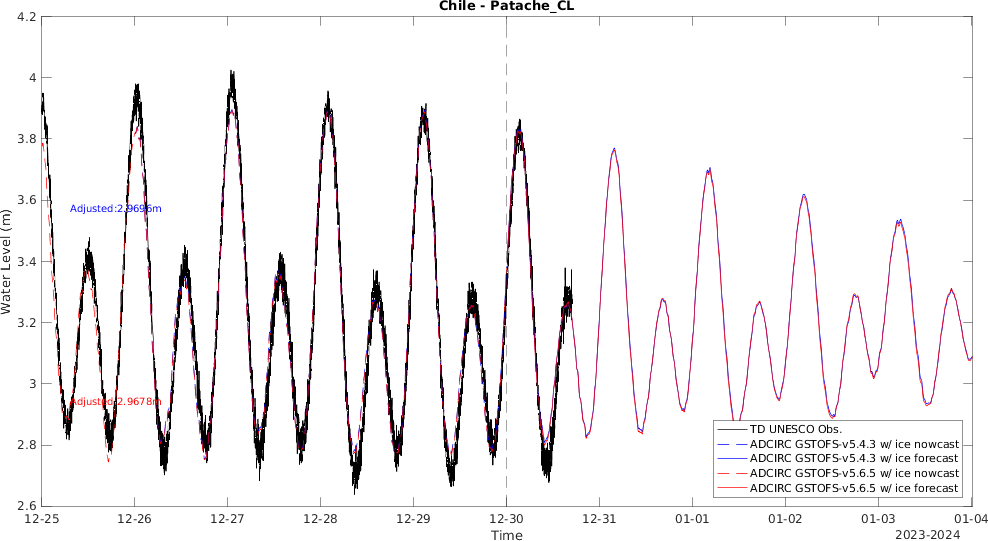 Chile - Patache_CL
4.2
4
3.8
3.6
3.4
3.2
3
2.8
2.6
Water Level (m)
Adjusted:2.9696m
Adjusted:2.9678m
TD UNESCO Obs.
ADCIRC GSTOFS-v5.4.3 w/ ice nowcast
ADCIRC GSTOFS-v5.4.3 w/ ice forecast
ADCIRC GSTOFS-v5.6.5 w/ ice nowcast
ADCIRC GSTOFS-v5.6.5 w/ ice forecast
12-25 12-26 12-27 12-28 12-29 12-30 12-31 01-01 01-02 01-03 01-04
Time
2023-2024